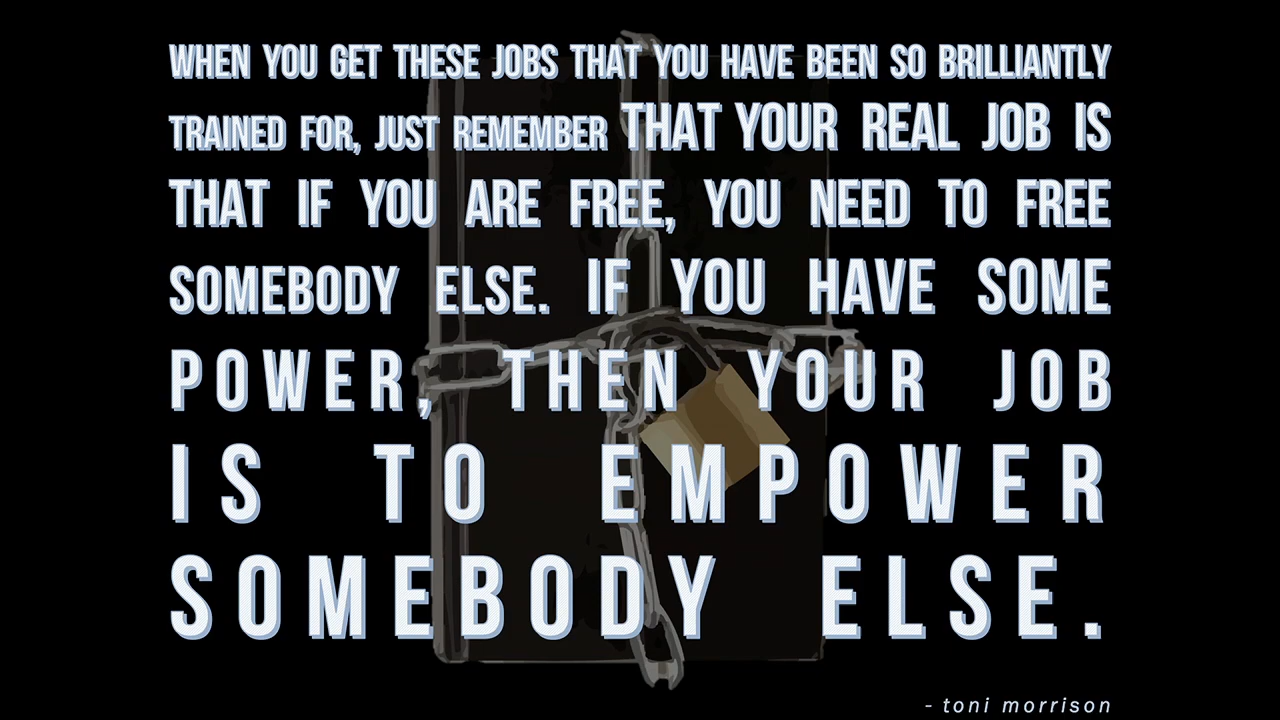 WHEN YOU GET THESE JOBS THAT YOU HAVE BEEN SO BRILLIANTLY
TRAINED FOR, JUST REMEMBER THAT YOUR REAL JOB IS
THAT IF YOU ARE FREE, YOU NEED TO FREE
SOMEBODY ELSE. IF YOU HAVE SOME
POWER, THEN YOUR JOB
IS TO EMPOWER
SOMEBODY ELSE.
- toni morrison